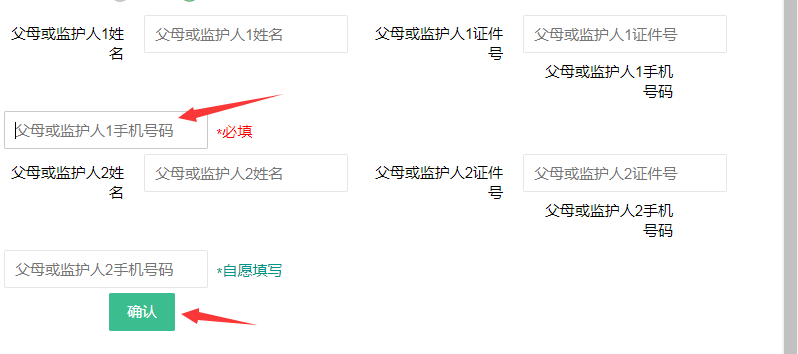 父母或监护人1姓
名
父母或监护人1姓名
父母或监护人1证件
号
父母或监护人1证件号
父母或监护人1手机
号码
父母或监护人1手机号码
*必填
父母或监护人2姓
名
父母或监护人2姓名
父母或监护人2证件
号
父母或监护人2证件号
父母或监护人2手机
号码
父母或监护人2手机号码
*自愿填写
确认